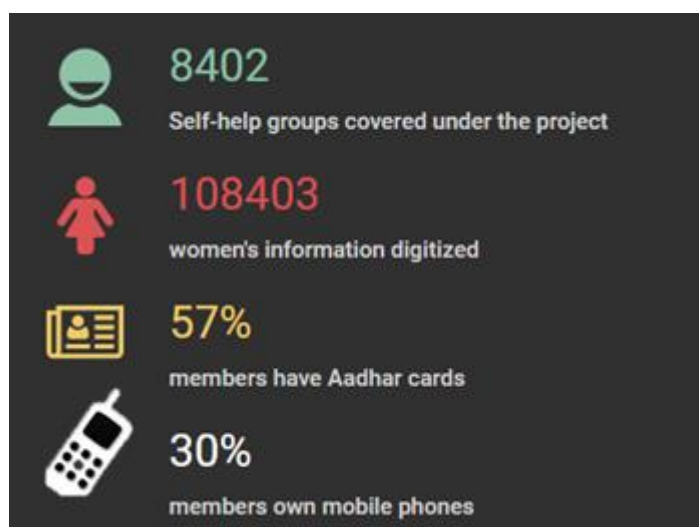 8402
Self-help groups covered under the project
108403
women's information digitized
57%
members have Aadhar cards
30%
members own mobile phones